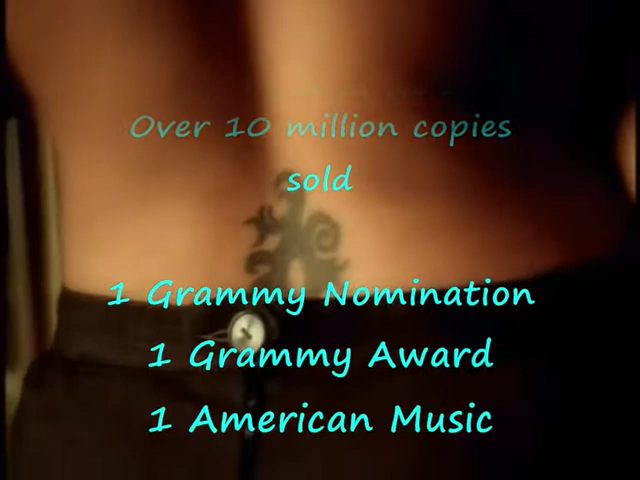 Over 10 million copies
sold
1 Grammy Nomination
1 Grammy Award
1 American Music